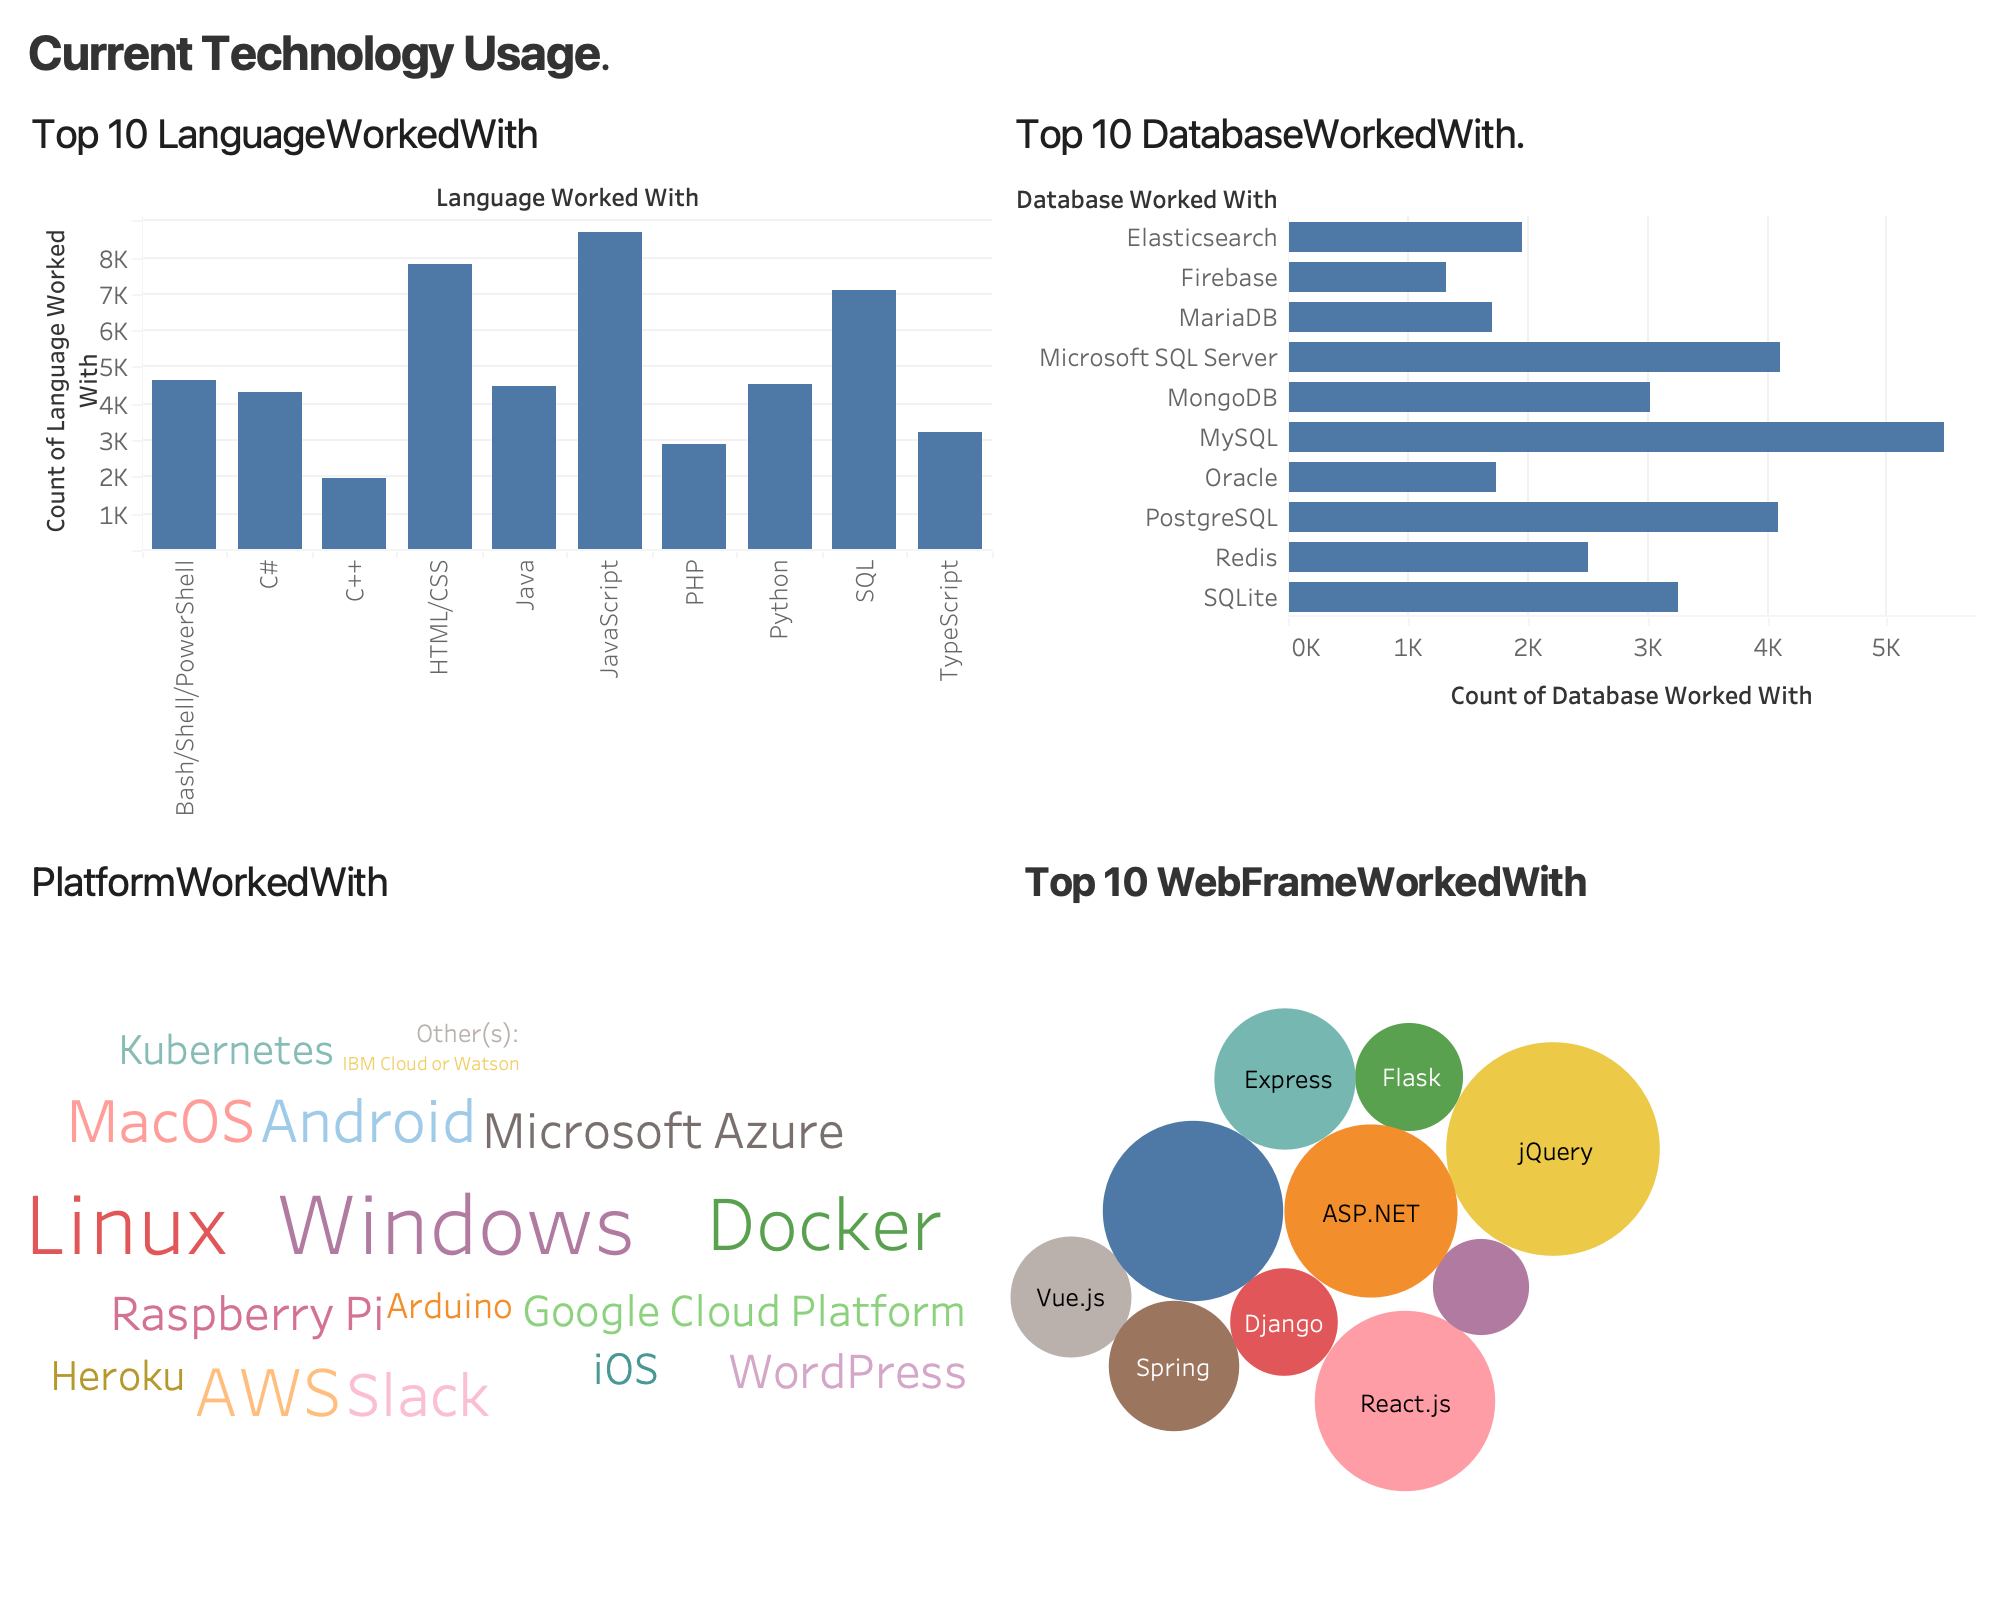 Current Technology Usage.
Top 10 LanguageWorkedWith
Language Worked With
Count of Language Worked
With
8K
7K
6K
5K
4K
3K
2K
1K
Bash/Shell/PowerShell
C#
C++
HTML/CSS
Java
JavaScript
PHP
Python
SQL
TypeScript
Top 10 DatabaseWorkedWith.
Database Worked With
Elasticsearch
Firebase
MariaDB
Microsoft SQL Server
MongoDB
MySQL
Oracle
PostgreSQL
Redis
SQLite
0K 1K 2K 3K 4K 5K
Count of Database Worked With
PlatformWorkedWith
Other(s):
Kubernetes
IBM Cloud or Watson
MacOS Android Microsoft Azure
Linux Windows Docker
Raspberry Pi Arduino Google Cloud Platform
Heroku AWS Slack iOS WordPress
Top 10 WebFrameWorkedWith
Express
Flask
jQuery
ASP.NET
Vue.js
Django
Spring
React.js